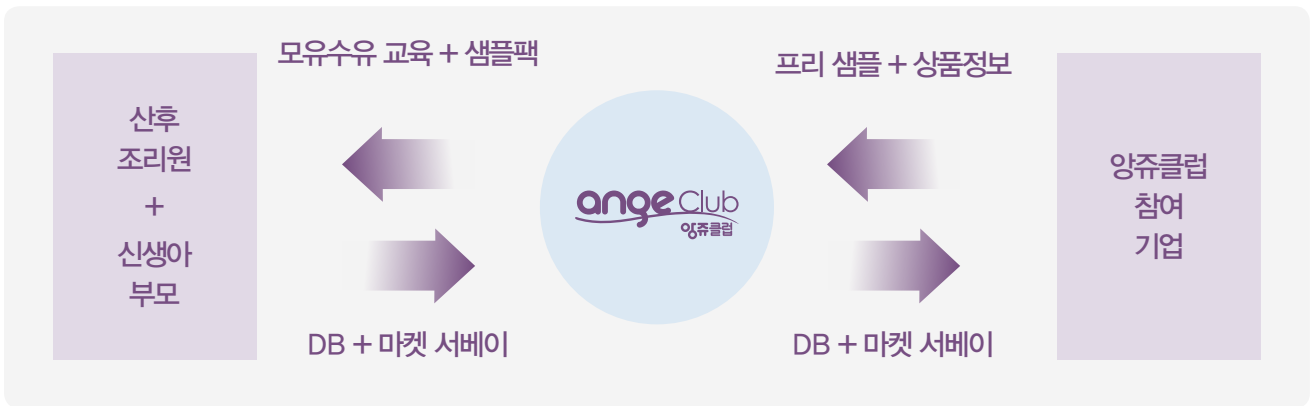 모유수유 교육 + 샘플팩
프리 샘플 + 상품정보
산후
조리원
+
신생아
부모
ange Club
앙쥬클럽
앙쥬클럽
참여
기업
DB + 마켓 서베이
DB + 마켓 서베이